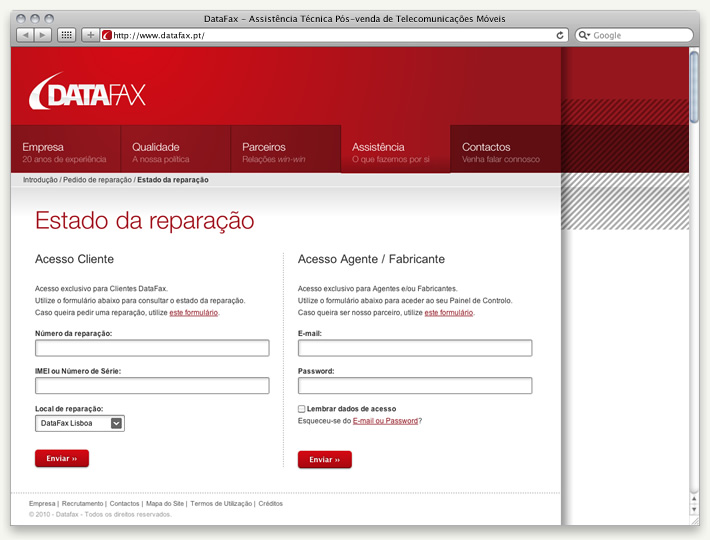 DataFax - Assistência Técnica Pós-venda de Telecomunicações Móveis
http://www.datafax.pt/
Google
DATAFAX
Empresa
20 anos de experiência
Qualidade
A nossa política
Parceiros
Relações win-win
Assistência
O que fazemos por si
Contactos
Venha falar connosco
Introdução / Pedido de reparação / Estado da reparação
Estado da reparação
Acesso Cliente
Acesso exclusivo para Clientes DataFax.
Utilize o formulário abaixo para consultar o estado da reparação.
Caso queira pedir uma reparação, utilize este formulário.
Número da reparação:
IMEI ou Número de Série:
Local de reparação:
DataFax Lisboa
Enviar ››
Acesso Agente / Fabricante
Acesso exclusivo para Agentes e/ou Fabricantes.
Utilize o formulário abaixo para aceder ao seu Painel de Controlo.
Caso queira ser nosso parceiro, utilize este formulário.
E-mail:
Password:
Lembrar dados de acesso
Esqueceu-se do E-mail ou Password?
Enviar ››
Empresa | Recrutamento | Contactos | Mapa do Site | Termos de Utilização | Créditos
© 2010 - Datafax - Todos os direitos reservados.